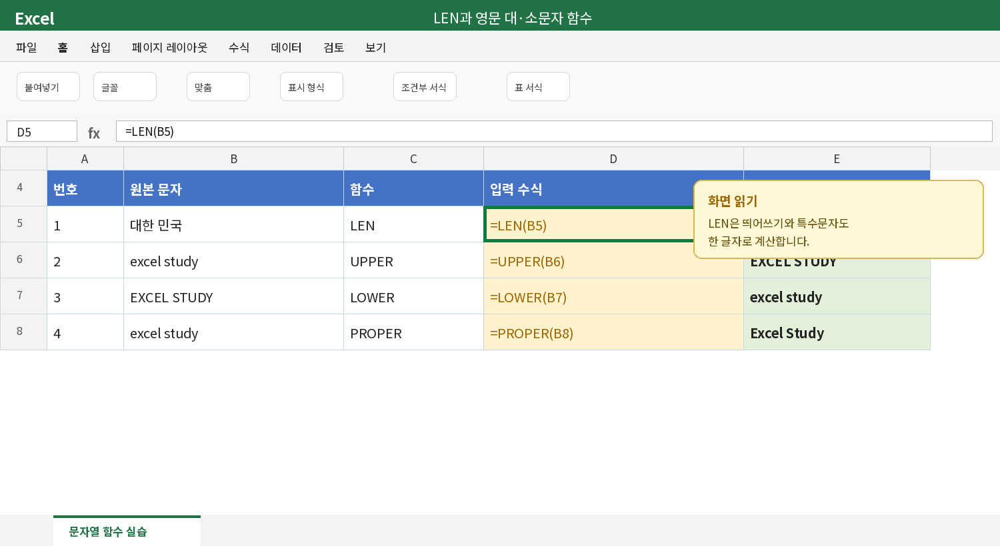 Excel
LEN과 영문 대·소문자 함수
파일 홈 삽입 페이지 레이아웃 수식 데이터 검토 보기
붙여넣기 글꼴 맞춤 표시 형식 조건부 서식 표 서식
D5 fx =LEN(B5)
A B C D E
4 번호 원본 문자 함수 입력 수식
5 1 대한 민국 LEN =LEN(B5)
화면 읽기
LEN은 띄어쓰기와 특수문자도
한 글자로 계산합니다.
6 2 excel study UPPER =UPPER(B6) EXCEL STUDY
7 3 EXCEL STUDY LOWER =LOWER(B7) excel study
8 4 excel study PROPER =PROPER(B8) Excel Study
문자열 함수 실습